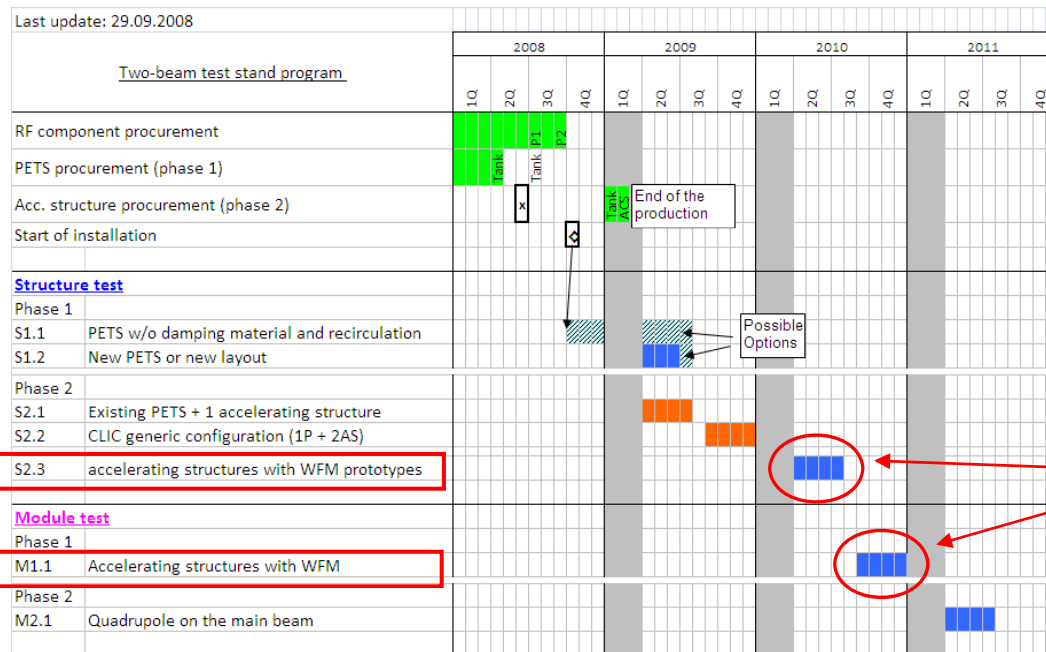 Last update: 29.09.2008
2008 2009 2010 2011
Two-beam test stand program
1Q 2Q 3Q 4Q 1Q 2Q 3Q 4Q 1Q 2Q 3Q 4Q 1Q 2Q 3Q 4Q
RF component procurement P1 P2
PETS procurement (phase 1) Tank Tank
Acc. structure procurement (phase 2) x Tank ACS End of the
production
Start of installation
Structure test
Phase 1
S1.1 PETS w/o damping material and recirculation Possible
S1.2 New PETS or new layout Options
Phase 2
S2.1 Existing PETS + 1 accelerating structure
S2.2 CLIC generic configuration (1P + 2AS)
S2.3 accelerating structures with WFM prototypes
Module test
Phase 1
M1.1 Accelerating structures with WFM
Phase 2
M2.1 Quadrupole on the main beam